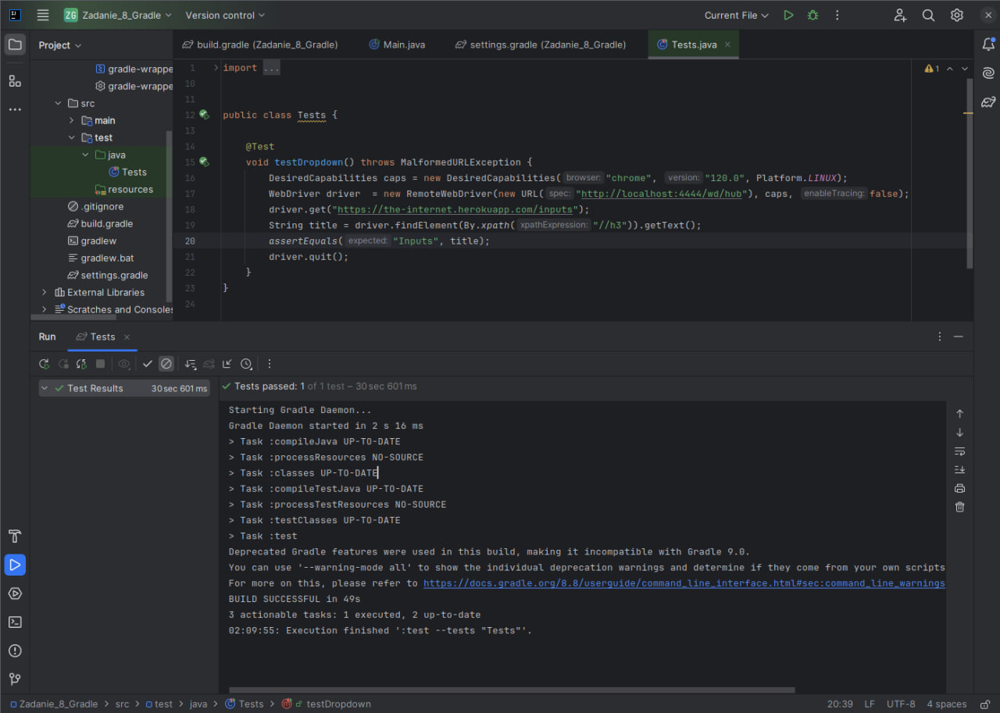 ZG Zadanie_8_Gradle Version control Current File
Project
build.gradle (Zadanie_8_Gradle) Main.java settings.gradle (Zadanie_8_Gradle) Tests.java
gradle-wrappe
gradle-wrappe
src
main
test
java
Tests
resources
.gitignore
build.gradle
gradlew
gradlew.bat
settings.gradle
External Libraries
Scratches and Consoles
1 import ...
10
11
12 public class Tests {
13
14 @Test
15 void testDropdown() throws MalformedURLException {
16 DesiredCapabilities caps = new DesiredCapabilities( browser: "chrome", version: "120.0", Platform.LINUX);
17 WebDriver driver  = new RemoteWebDriver(new URL( spec: "http://localhost:4444/wd/hub"), caps, enableTracing: false);
18 driver.get("https://the-internet.herokuapp.com/inputs");
19 String title = driver.findElement(By.xpath( xpathExpression: "//h3")).getText();
20 assertEquals( expected: "Inputs", title);
21 driver.quit();
22 }
23 }
24
1
Run Tests
Test Results 30 sec 601 ms
Tests passed: 1 of 1 test – 30 sec 601 ms
Starting Gradle Daemon...
Gradle Daemon started in 2 s 16 ms
> Task :compileJava UP-TO-DATE
> Task :processResources NO-SOURCE
> Task :classes UP-TO-DATE
> Task :compileTestJava UP-TO-DATE
> Task :processTestResources NO-SOURCE
> Task :testClasses UP-TO-DATE
> Task :test
Deprecated Gradle features were used in this build, making it incompatible with Gradle 9.0.
You can use '--warning-mode all' to show the individual deprecation warnings and determine if they come from your own scripts
For more on this, please refer to https://docs.gradle.org/8.8/userguide/command_line_interface.html#sec:command_line_warnings
BUILD SUCCESSFUL in 49s
3 actionable tasks: 1 executed, 2 up-to-date
02:09:55: Execution finished ':test --tests "Tests"'.
Zadanie_8_Gradle > src > test > java > Tests > testDropdown 20:39 LF UTF-8 4 spaces